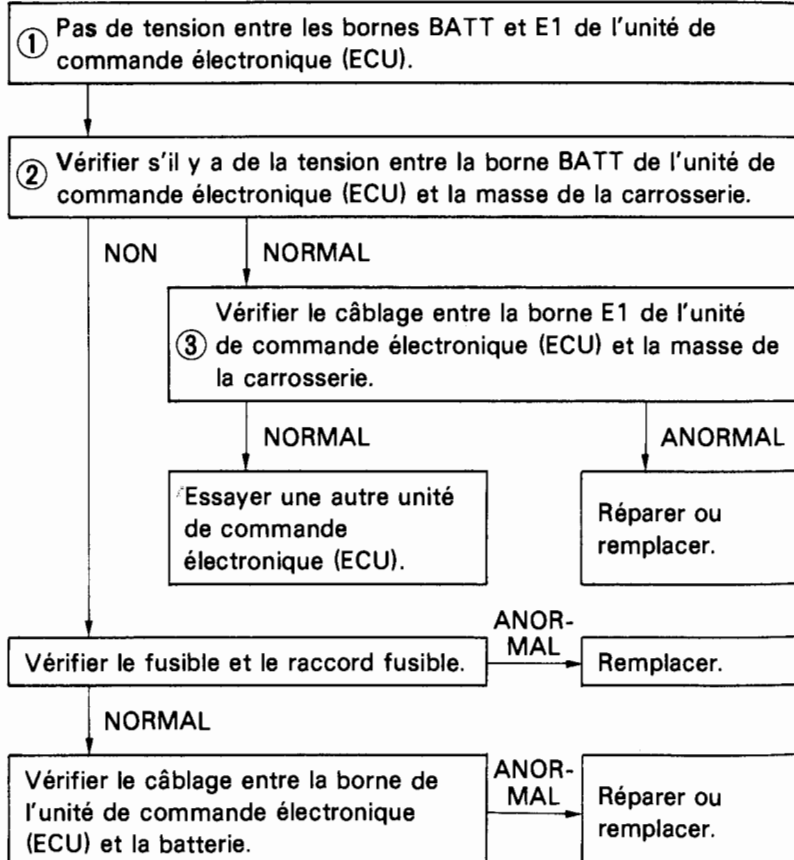 ① Pas de tension entre les bornes BATT et E1 de l'unité de
commande électronique (ECU).
② Vérifier s'il y a de la tension entre la borne BATT de l'unité de
commande électronique (ECU) et la masse de la carrosserie.
NON
NORMAL
Vérifier le câblage entre la borne E1 de l'unité
③ de commande électronique (ECU) et la masse de
la carrosserie.
NORMAL
ANORMAL
Essayer une autre unité
de commande
électronique (ECU).
Réparer ou
remplacer.
Vérifier le fusible et le raccord fusible.
ANOR-
MAL
Remplacer.
NORMAL
Vérifier le câblage entre la borne de
l'unité de commande électronique
(ECU) et la batterie.
ANOR-
MAL
Réparer ou
remplacer.